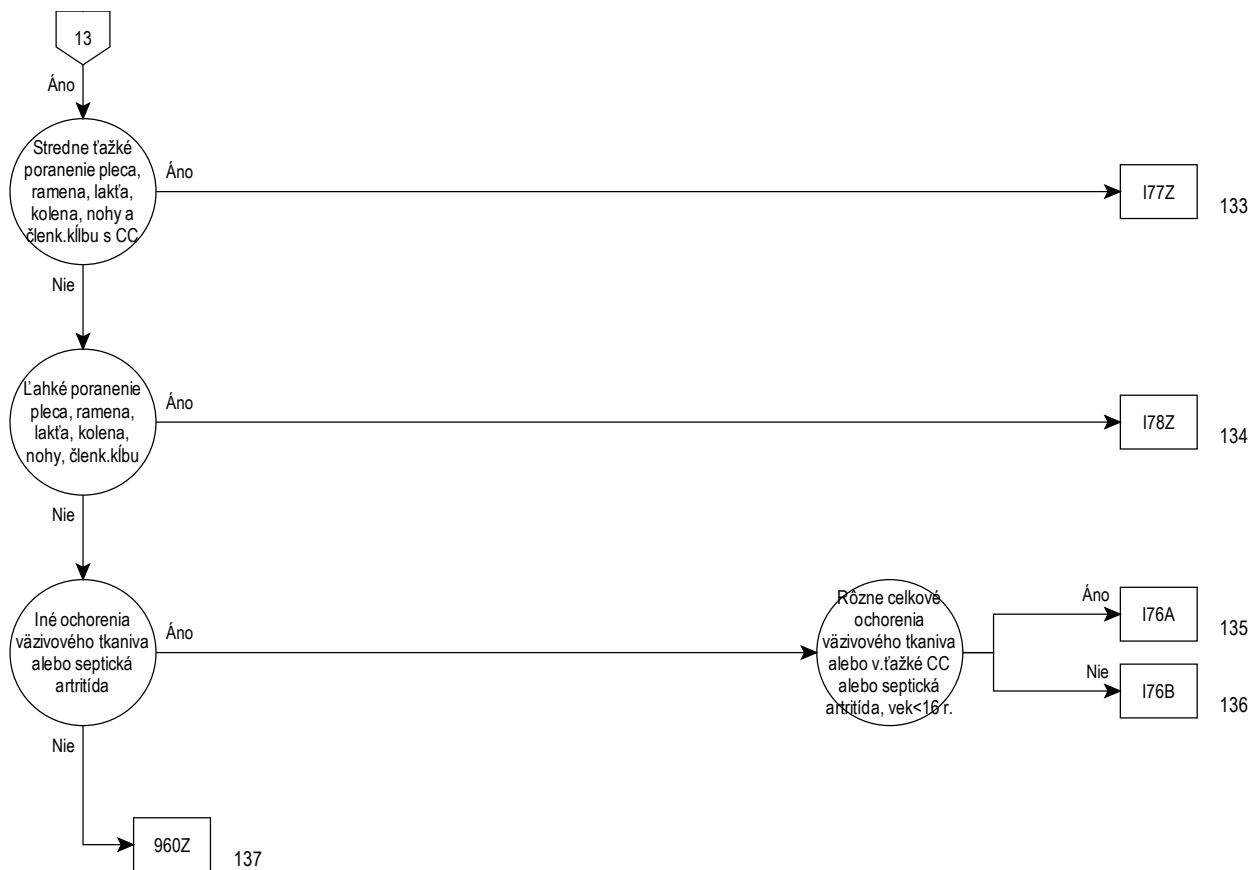 13
Áno
Stredne ťažké
poranenie pleca,
ramena, lakťa,
kolena, nohy a
členk.kĺbu s CC
Áno
I77Z
133
Nie
Ľahké poranenie
pleca, ramena,
lakťa, kolena,
nohy, členk.kĺbu
Áno
I78Z
134
Nie
Iné ochorenia
väzivového tkaniva
alebo septická
artritída
Áno
Rôzne celkové
ochorenia
väzivového tkaniva
alebo v.ťažké CC
alebo septická
artritída, vek<16 r.
Áno
I76A
135
Nie
I76B
136
Nie
960Z
137